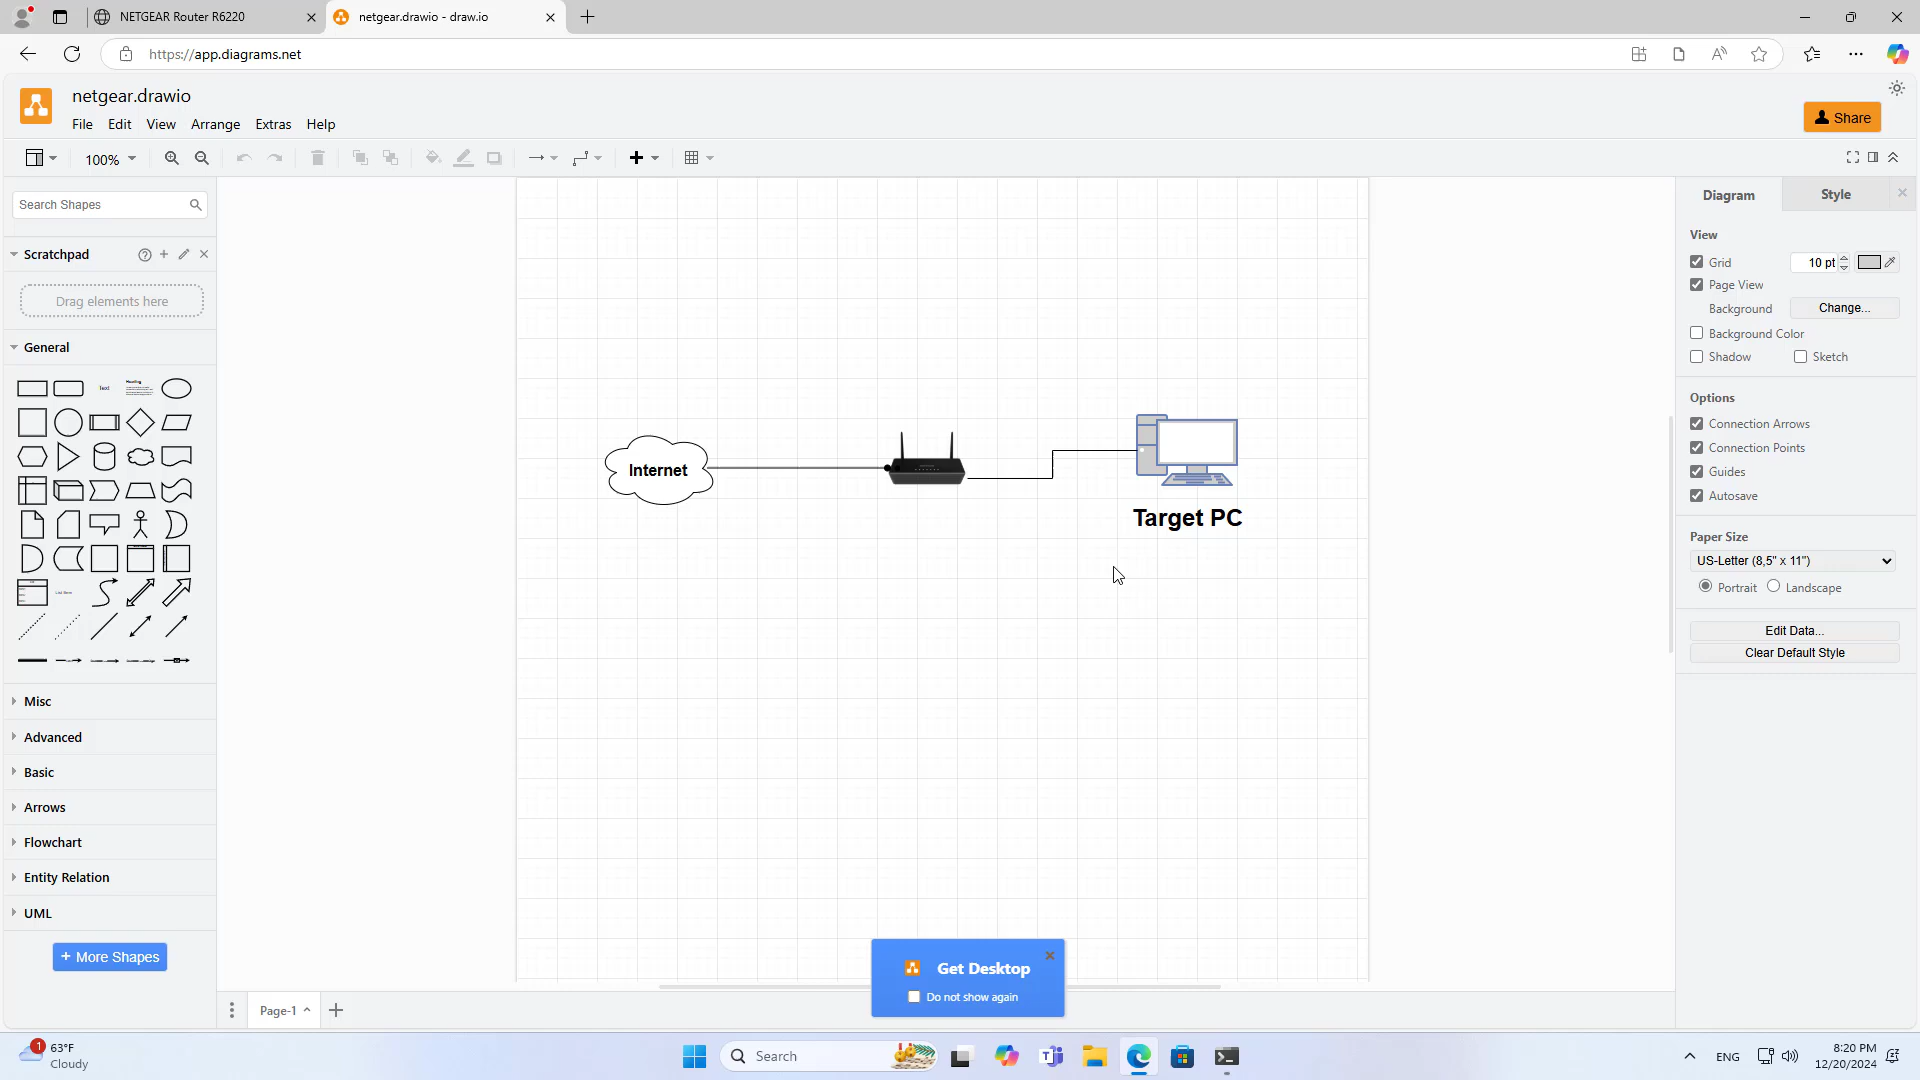 NETGEAR Router R6220
netgear.drawio - draw.io
https://app.diagrams.net
netgear.drawio
File Edit View Arrange Extras Help
Share
100%
Search Shapes
Scratchpad
Drag elements here
General
Text
Heading
Misc
Advanced
Basic
Arrows
Flowchart
Entity Relation
UML
+ More Shapes
Internet
Target PC
Get Desktop
Do not show again
Page-1
Diagram Style
View
Grid 10 pt
Page View
Background Change...
Background Color
Shadow Sketch
Options
Connection Arrows
Connection Points
Guides
Autosave
Paper Size
US-Letter (8,5" x 11")
Portrait Landscape
Edit Data...
Clear Default Style
1
63°F
Cloudy
Search
ENG
8:20 PM
12/20/2024